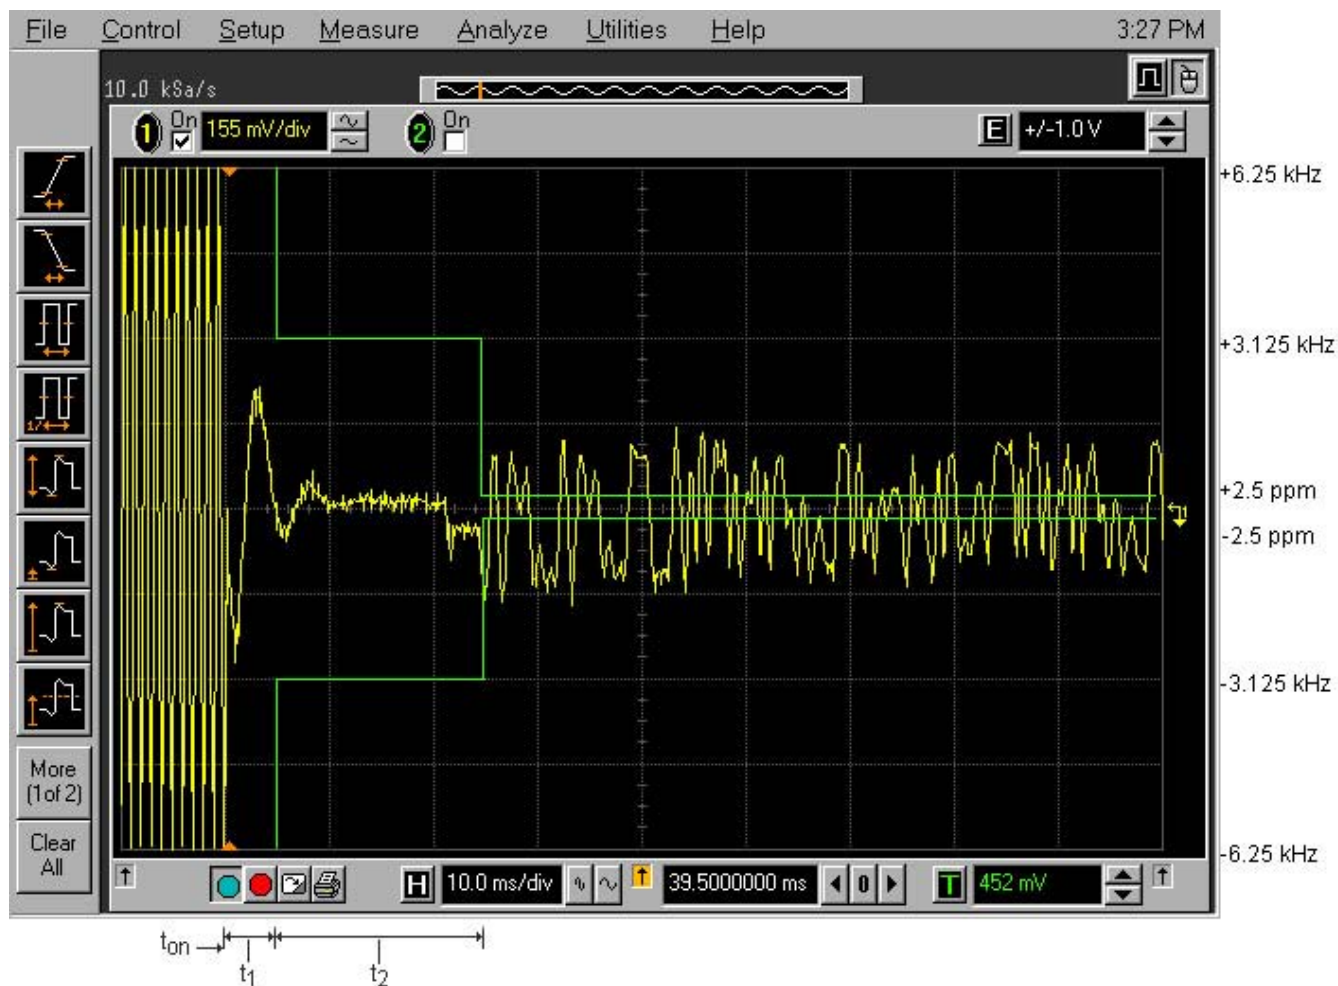 File Control Setup Measure Analyze Utilities Help 3:27 PM
10.0 kSa/s
1 On 155 mV/div 2 On E +/-1.0 V
+6.25 kHz
+3.125 kHz
1/
+2.5 ppm
-2.5 ppm
1
-3.125 kHz
More
(1of 2)
Clear
All
-6.25 kHz
H 10.0 ms/div 39.5000000 ms 0 T 452 mV
ton
t1 t2